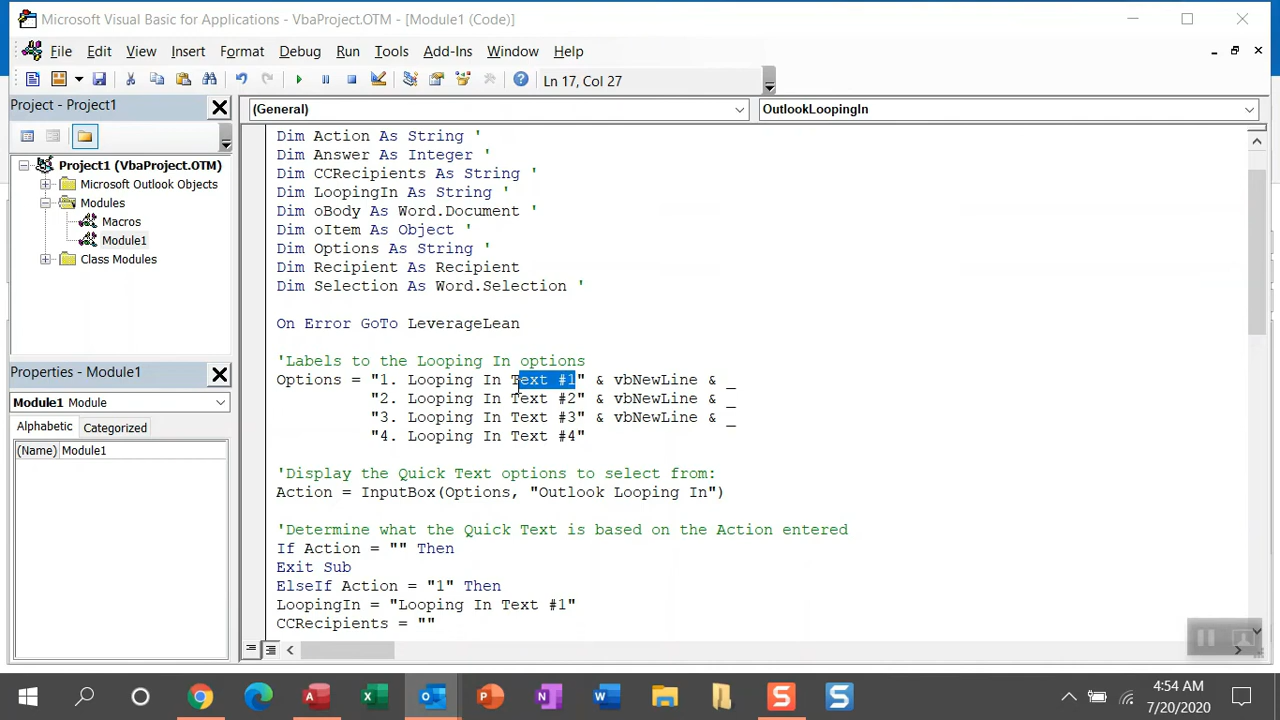 Microsoft Visual Basic for Applications - VbaProject.OTM - [Module1 (Code)]
File Edit View Insert Format Debug Run Tools Add-Ins Window Help
Ln 17, Col 27
Project - Project1
(General)
OutlookLoopingIn
Project1 (VbaProject.OTM)
Microsoft Outlook Objects
Modules
Macros
Module1
Class Modules
Properties - Module1
Module1 Module
Alphabetic Categorized
(Name) Module1
Dim Action As String '
Dim Answer As Integer '
Dim CCRecipients As String '
Dim LoopingIn As String '
Dim oBody As Word.Document '
Dim oItem As Object '
Dim Options As String '
Dim Recipient As Recipient
Dim Selection As Word.Selection '
On Error GoTo LeverageLean
'Labels to the Looping In options
Options = "1. Looping In Text #1" & vbNewLine & _
"2. Looping In Text #2" & vbNewLine & _
"3. Looping In Text #3" & vbNewLine & _
"4. Looping In Text #4"
'Display the Quick Text options to select from:
Action = InputBox(Options, "Outlook Looping In")
'Determine what the Quick Text is based on the Action entered
If Action = "" Then
Exit Sub
ElseIf Action = "1" Then
LoopingIn = "Looping In Text #1"
CCRecipients = ""
4:54 AM
7/20/2020